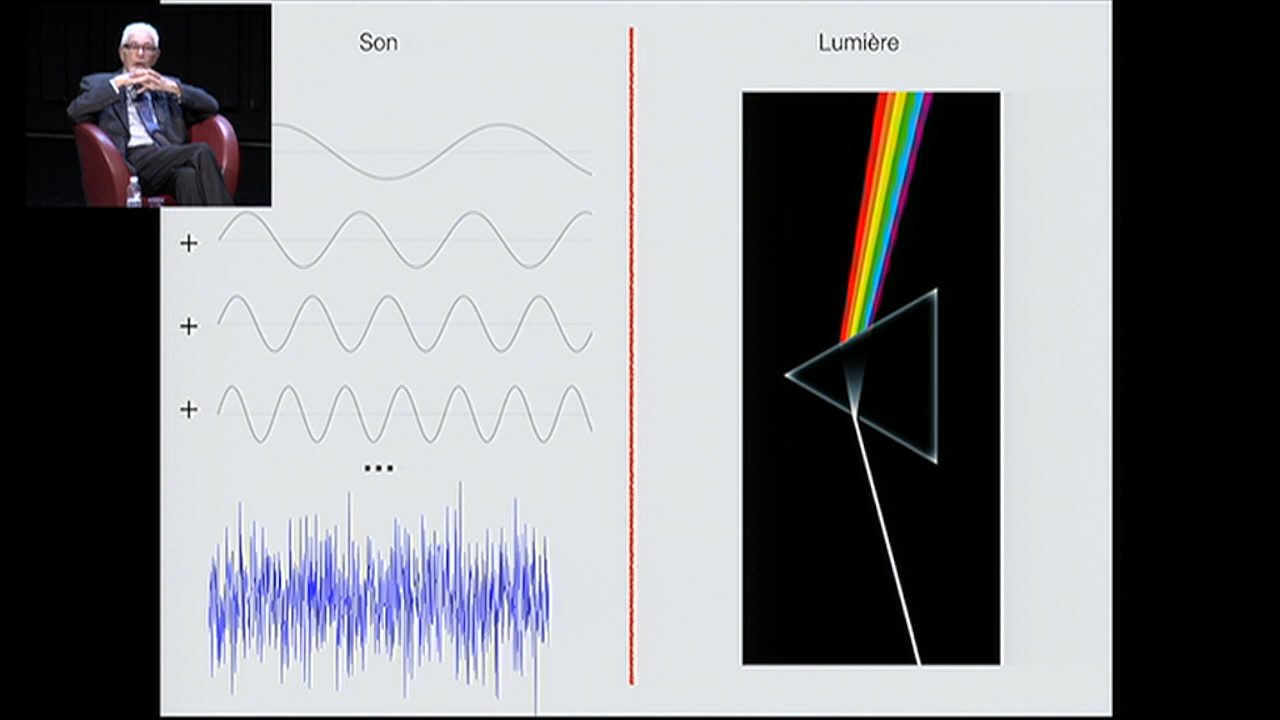 Son
Lumière
+
+
+
...